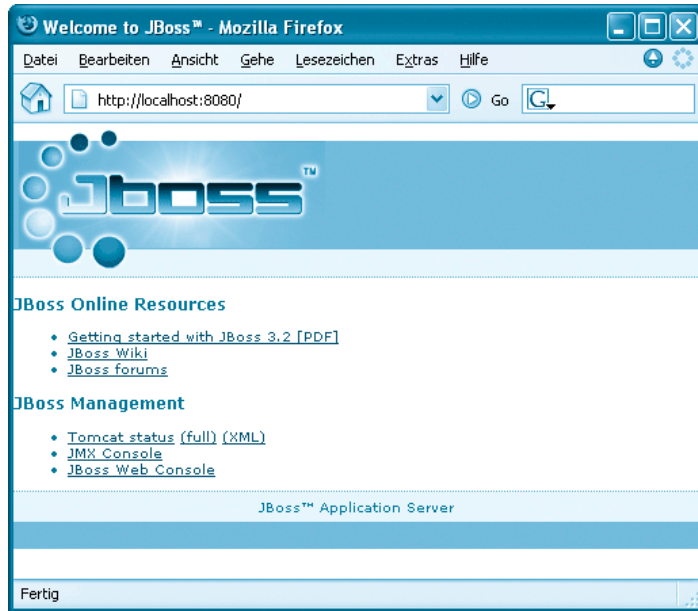 Welcome to JBoss™ - Mozilla Firefox
Datei Bearbeiten Ansicht Gehe Lesezeichen Extras Hilfe
http://localhost:8080/ Go G
Jboss™
JBoss Online Resources
• Getting started with JBoss 3.2 [PDF]
• JBoss Wiki
• JBoss forums
JBoss Management
• Tomcat status (full) (XML)
• JMX Console
• JBoss Web Console
JBoss™ Application Server
Fertig